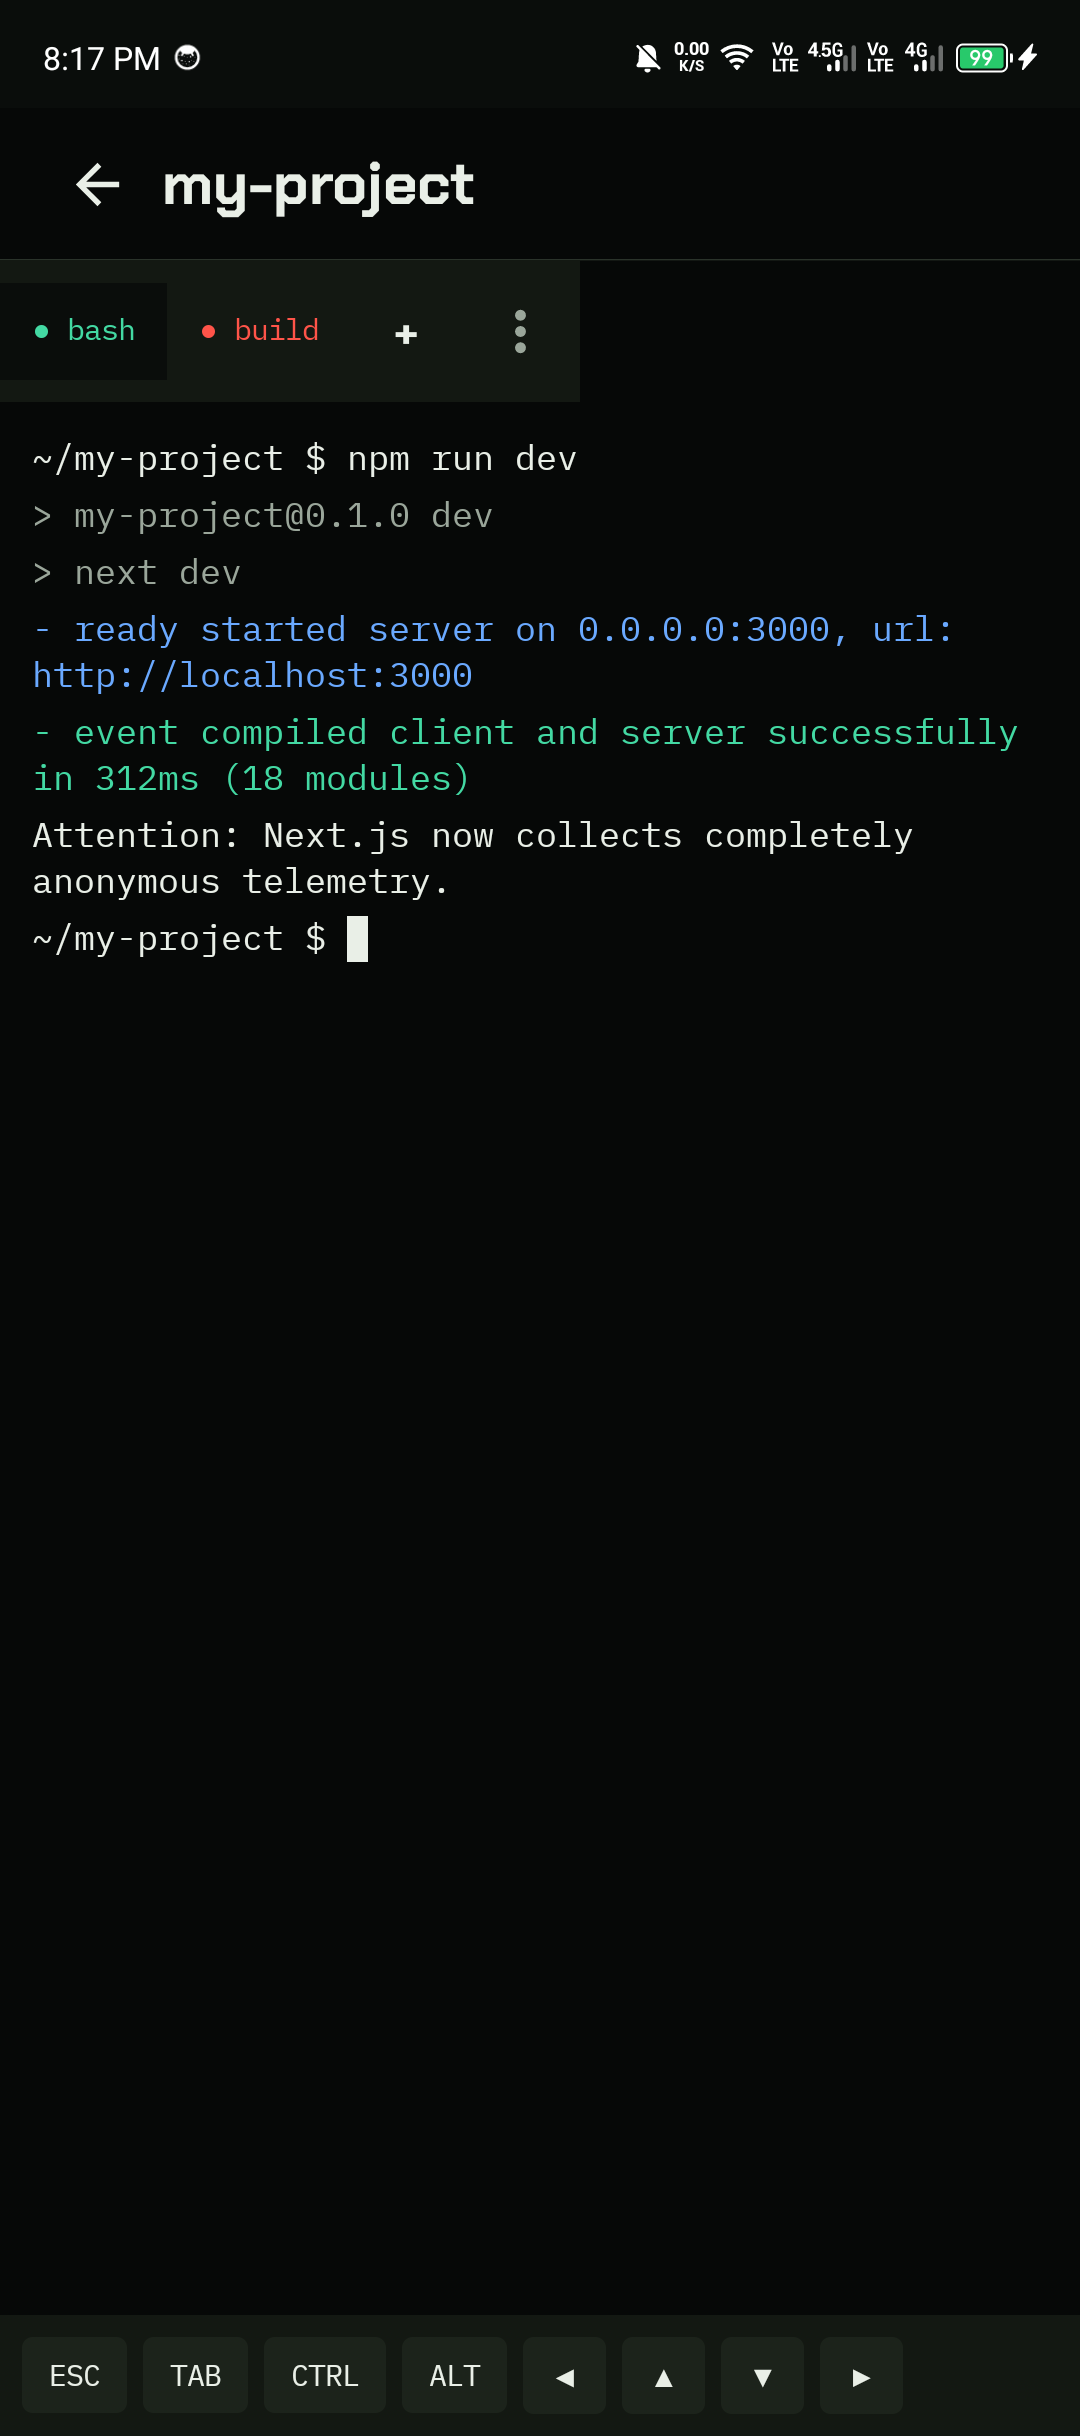 8:17 PM
0.00 K/S
Vo LTE 4.5G Vo LTE 4G 99
my-project
bash build +
~/my-project $ npm run dev
> my-project@0.1.0 dev
> next dev
- ready started server on 0.0.0.0:3000, url:
http://localhost:3000
- event compiled client and server successfully
in 312ms (18 modules)
Attention: Next.js now collects completely
anonymous telemetry.
~/my-project $
ESC TAB CTRL ALT ◀ ▲ ▼ ▶